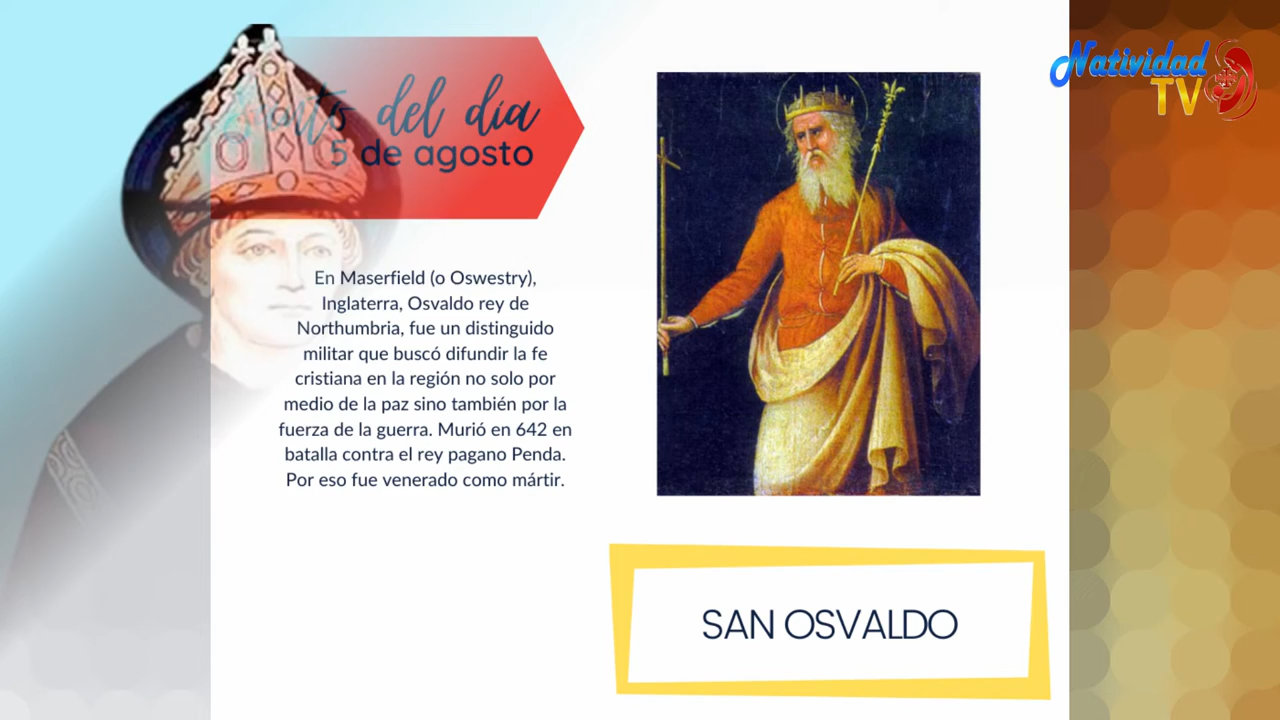 Natividad
TV
del día
5 de agosto
En Maserfield (o Oswestry),
Inglaterra, Osvaldo rey de
Northumbria, fue un distinguido
militar que buscó difundir la fe
cristiana en la región no solo por
medio de la paz sino también por la
fuerza de la guerra. Murió en 642 en
batalla contra el rey pagano Penda.
Por eso fue venerado como mártir.
SAN OSVALDO